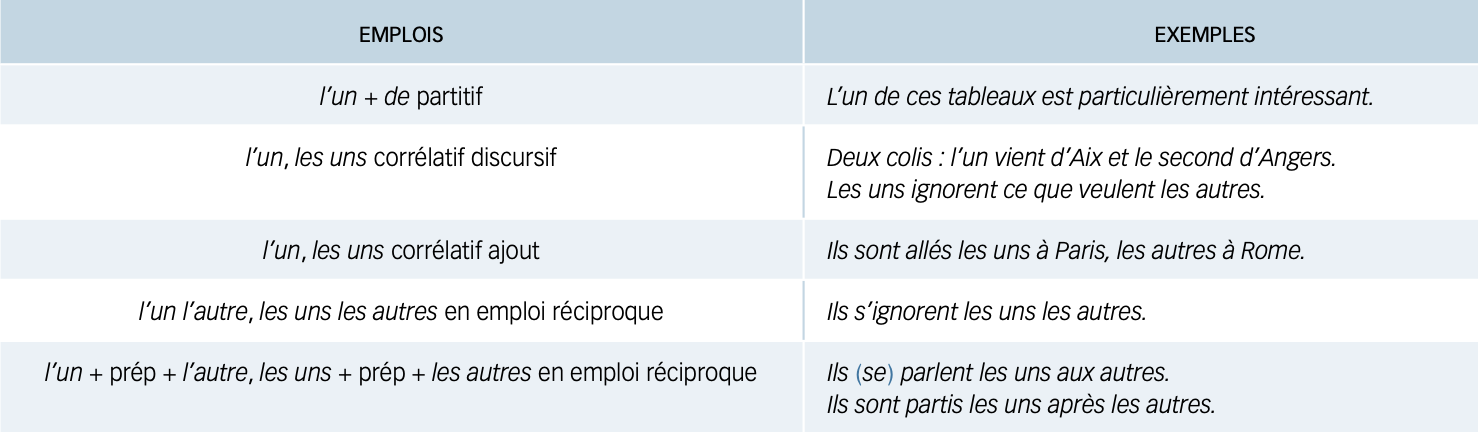 EMPLOIS EXEMPLES
l’un + de partitif L’un de ces tableaux est particulièrement intéressant.
l’un, les uns corrélatif discursif Deux colis : l’un vient d’Aix et le second d’Angers.
Les uns ignorent ce que veulent les autres.
l’un, les uns corrélatif ajout Ils sont allés les uns à Paris, les autres à Rome.
l’un l’autre, les uns les autres en emploi réciproque Ils s’ignorent les uns les autres.
l’un + prép + l’autre, les uns + prép + les autres en emploi réciproque Ils (se) parlent les uns aux autres.
Ils sont partis les uns après les autres.